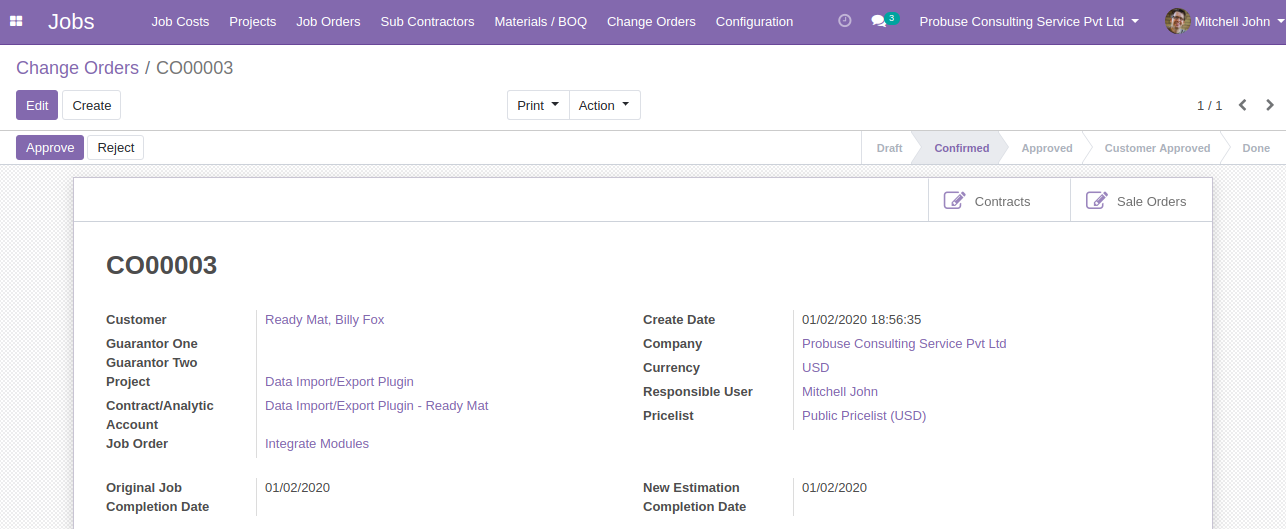 Jobs Job Costs Projects Job Orders Sub Contractors Materials / BOQ Change Orders Configuration 3 Probuse Consulting Service Pvt Ltd Mitchell John
Change Orders / CO00003
Edit Create Print Action 1 / 1
Approve Reject Draft Confirmed Approved Customer Approved Done
Contracts Sale Orders
CO00003
Customer Ready Mat, Billy Fox
Guarantor One
Guarantor Two
Project Data Import/Export Plugin
Contract/Analytic Data Import/Export Plugin - Ready Mat
Account
Job Order Integrate Modules
Create Date 01/02/2020 18:56:35
Company Probuse Consulting Service Pvt Ltd
Currency USD
Responsible User Mitchell John
Pricelist Public Pricelist (USD)
Original Job 01/02/2020
Completion Date
New Estimation 01/02/2020
Completion Date